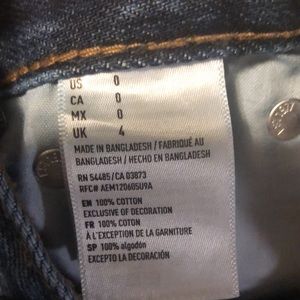 US 0
CA 0
MX 0
UK 4
MADE IN BANGLADESH / FABRIQUÉ AU
BANGLADESH / HECHO EN BANGLADESH
RN 54485/CA 03873
RFC# AEM120605U9A
EN 100% COTTON
EXCLUSIVE OF DECORATION
FR 100% COTON
À L'EXCEPTION DE LA GARNITURE
SP 100% algodón
EXCEPTO LA DECORACIÓN